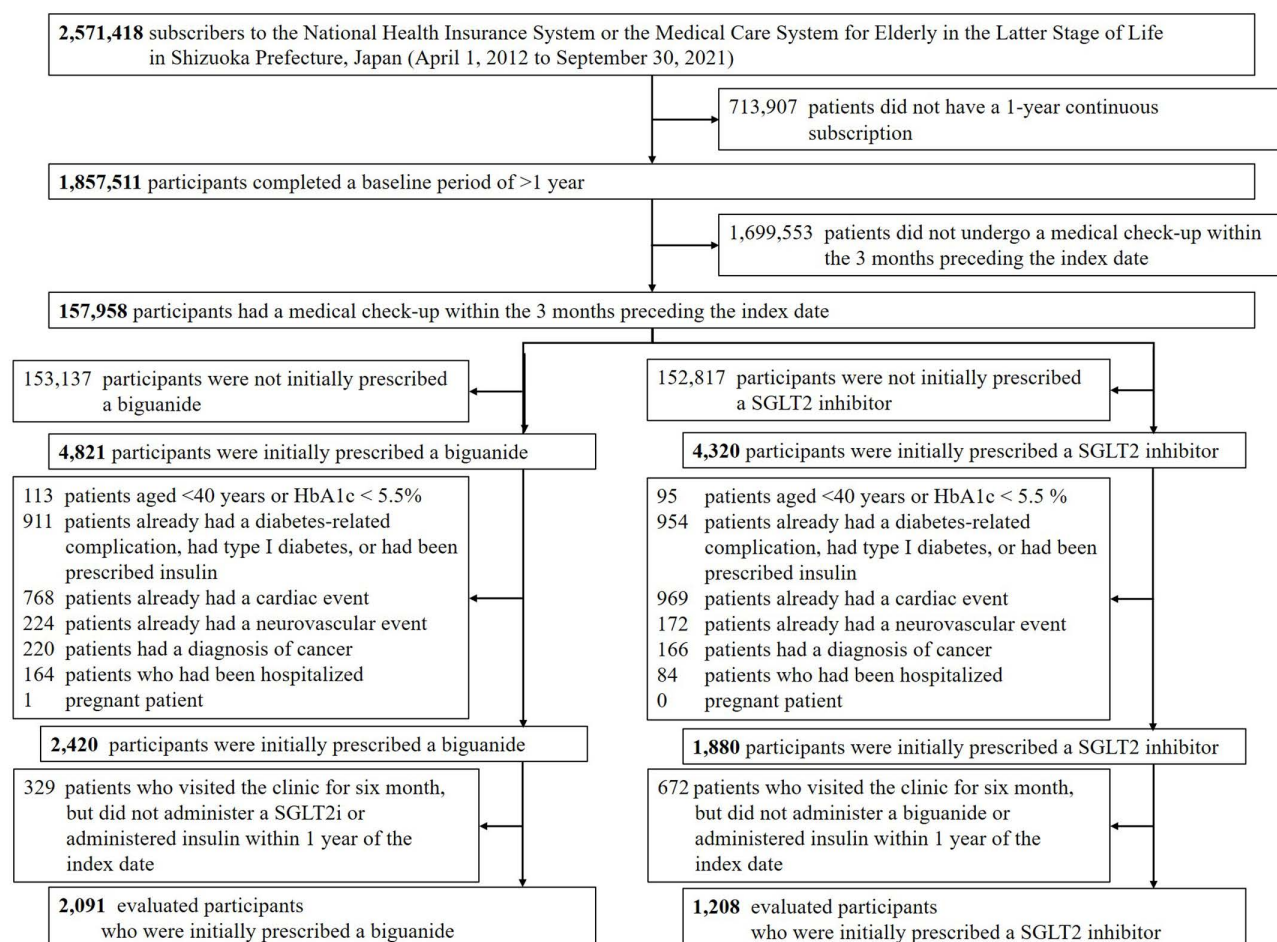 2,571,418 subscribers to the National Health Insurance System or the Medical Care System for Elderly in the Latter Stage of Life
in Shizuoka Prefecture, Japan (April 1, 2012 to September 30, 2021)
713,907 patients did not have a 1-year continuous
subscription
1,857,511 participants completed a baseline period of >1 year
1,699,553 patients did not undergo a medical check-up within
the 3 months preceding the index date
157,958 participants had a medical check-up within the 3 months preceding the index date
153,137 participants were not initially prescribed
a biguanide
152,817 participants were not initially prescribed
a SGLT2 inhibitor
4,821 participants were initially prescribed a biguanide
4,320 participants were initially prescribed a SGLT2 inhibitor
113 patients aged <40 years or HbA1c < 5.5%
911 patients already had a diabetes-related
complication, had type I diabetes, or had been
prescribed insulin
768 patients already had a cardiac event
224 patients already had a neurovascular event
220 patients had a diagnosis of cancer
164 patients who had been hospitalized
1 pregnant patient
95 patients aged <40 years or HbA1c < 5.5 %
954 patients already had a diabetes-related
complication, had type I diabetes, or had been
prescribed insulin
969 patients already had a cardiac event
172 patients already had a neurovascular event
166 patients had a diagnosis of cancer
84 patients who had been hospitalized
0 pregnant patient
2,420 participants were initially prescribed a biguanide
1,880 participants were initially prescribed a SGLT2 inhibitor
329 patients who visited the clinic for six month,
but did not administer a SGLT2i or
administered insulin within 1 year of the
index date
672 patients who visited the clinic for six month,
but did not administer a biguanide or
administered insulin within 1 year of the
index date
2,091 evaluated participants
who were initially prescribed a biguanide
1,208 evaluated participants
who were initially prescribed a SGLT2 inhibitor